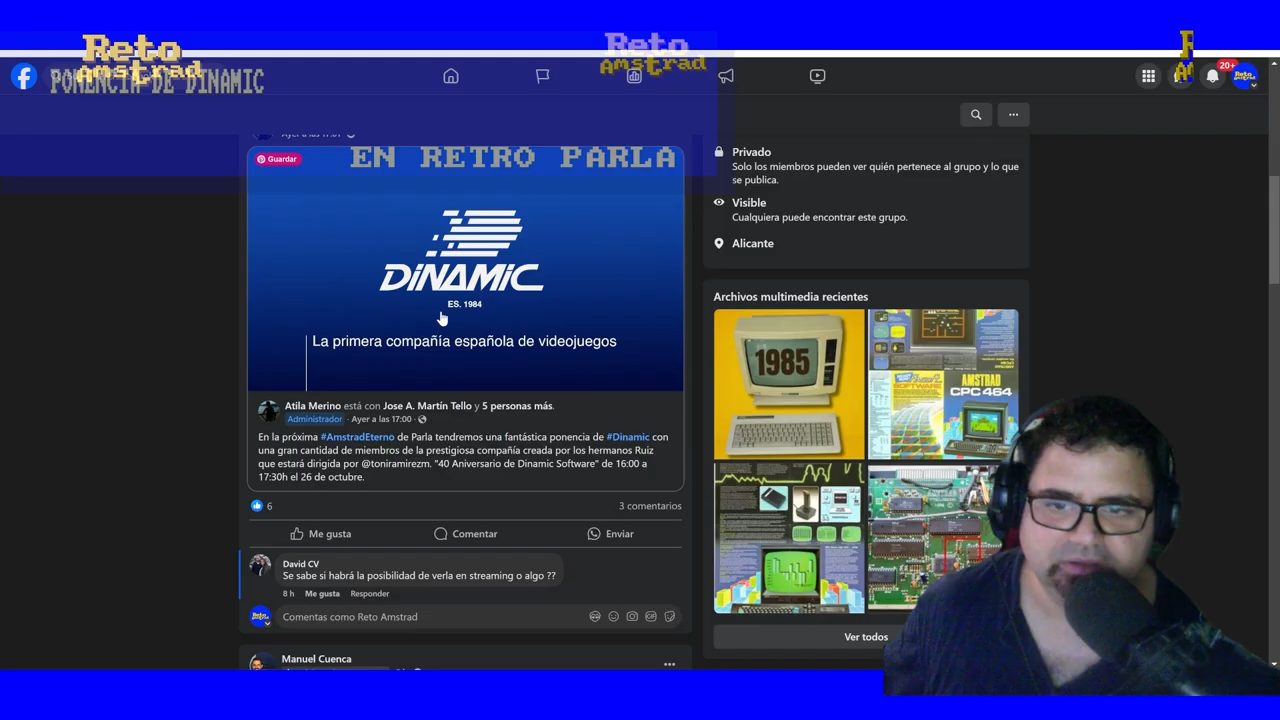 Reto
Amstrad
PONENCIA DE DINAMIC
Reto
Amstrad
20+
Ayer a las 17:01
Guardar
EN RETRO PARLA
DINAMIC
ES. 1984
La primera compañía española de videojuegos
Atila Merino está con Jose A. Martín Tello y 5 personas más.
Administrador · Ayer a las 17:00 ·
En la próxima #AmstradEterno de Parla tendremos una fantástica ponencia de #Dinamic con
una gran cantidad de miembros de la prestigiosa compañía creada por los hermanos Ruiz
que estará dirigida por @toniramirezm. "40 Aniversario de Dinamic Software" de 16:00 a
17:30h el 26 de octubre.
6
3 comentarios
Me gusta
Comentar
Enviar
David CV
Se sabe si habrá la posibilidad de verla en streaming o algo ??
8 h Me gusta Responder
Comentas como Reto Amstrad
GIF
Manuel Cuenca
Privado
Solo los miembros pueden ver quién pertenece al grupo y lo que
se publica.
Visible
Cualquiera puede encontrar este grupo.
Alicante
Archivos multimedia recientes
1985
AMSTRAD
CPC 464
Ver todos